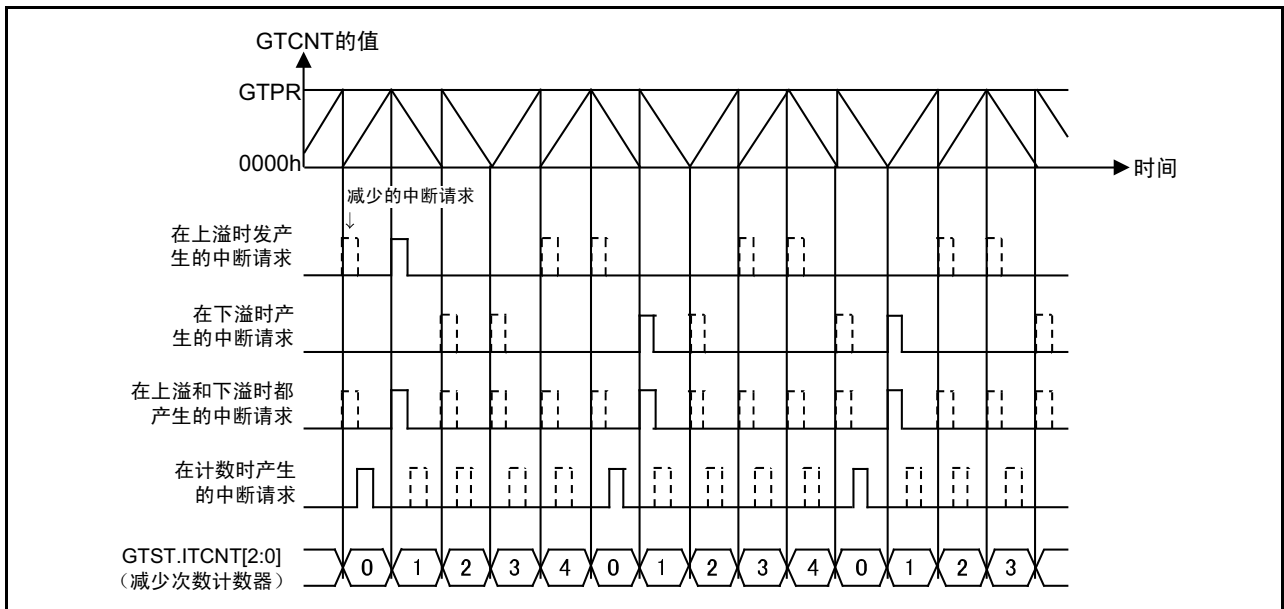 GTCNT的值
GTPR
0000h
时间
减少的中断请求
↓
在上溢时发产
生的中断请求
在下溢时产
生的中断请求
在上溢和下溢时都
产生的中断请求
在计数时产生
的中断请求
GTST.ITCNT[2:0]
（减少次数计数器）
0 1 2 3 4 0 1 2 3 4 0 1 2 3